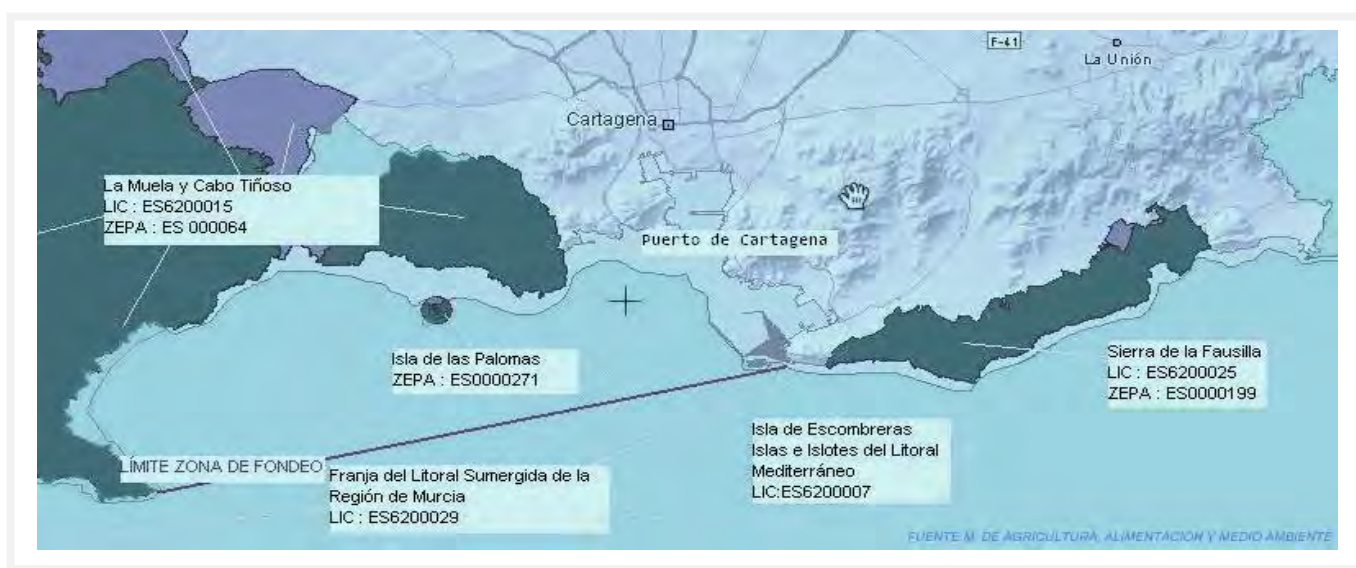 F-41
La Unión
Cartagena
La Muela y Cabo Tiñoso
LIC : ES6200015
ZEPA : ES 000064
Puerto de Cartagena
Isla de las Palomas
ZEPA : ES0000271
Sierra de la Fausilla
LIC : ES6200025
ZEPA : ES0000199
Isla de Escombreras
Islas e Islotes del Litoral
Mediterráneo
LIC:ES6200007
LÍMITE ZONA DE FONDEO
Franja del Litoral Sumergida de la
Región de Murcia
LIC : ES6200029
FUENTE M. DE AGRICULTURA, ALIMENTACION Y MEDIO AMBIENTE